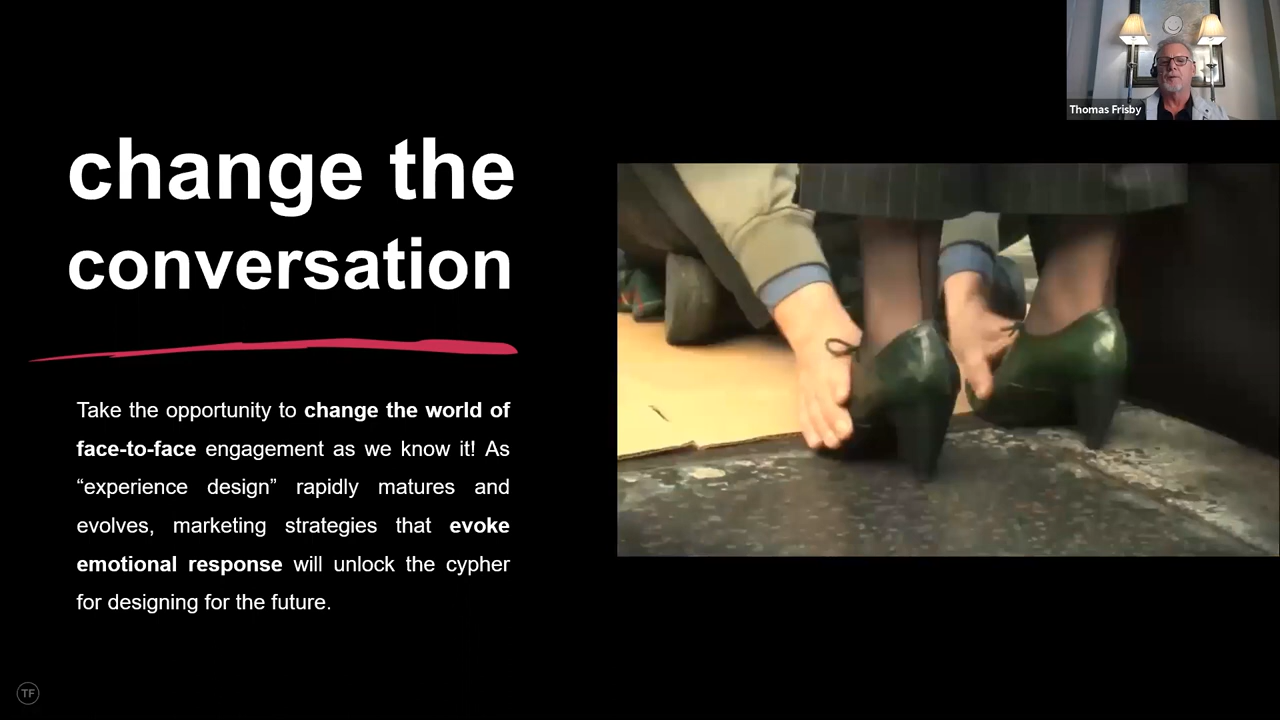 Thomas Frisby
change the
conversation
Take the opportunity to change the world of
face-to-face engagement as we know it! As
“experience design” rapidly matures and
evolves, marketing strategies that evoke
emotional response will unlock the cypher
for designing for the future.
TF